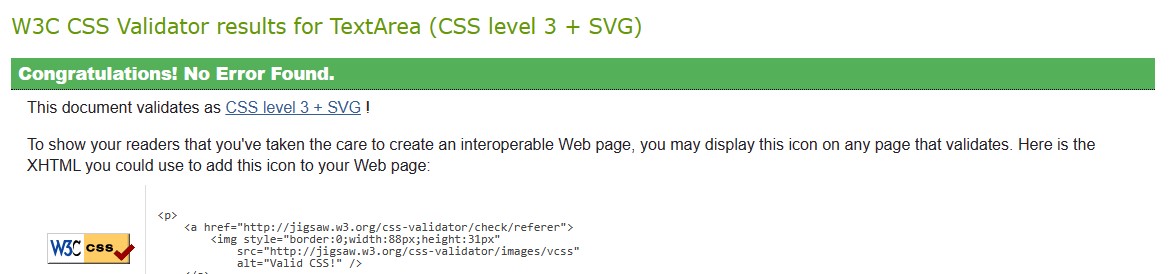 W3C CSS Validator results for TextArea (CSS level 3 + SVG)
Congratulations! No Error Found.
This document validates as CSS level 3 + SVG !
To show your readers that you've taken the care to create an interoperable Web page, you may display this icon on any page that validates. Here is the
XHTML you could use to add this icon to your Web page:
<p>
<a href="http://jigsaw.w3.org/css-validator/check/referer">
<img style="border:0;width:88px;height:31px"
src="http://jigsaw.w3.org/css-validator/images/vcss"
alt="Valid CSS!" />
W3C css